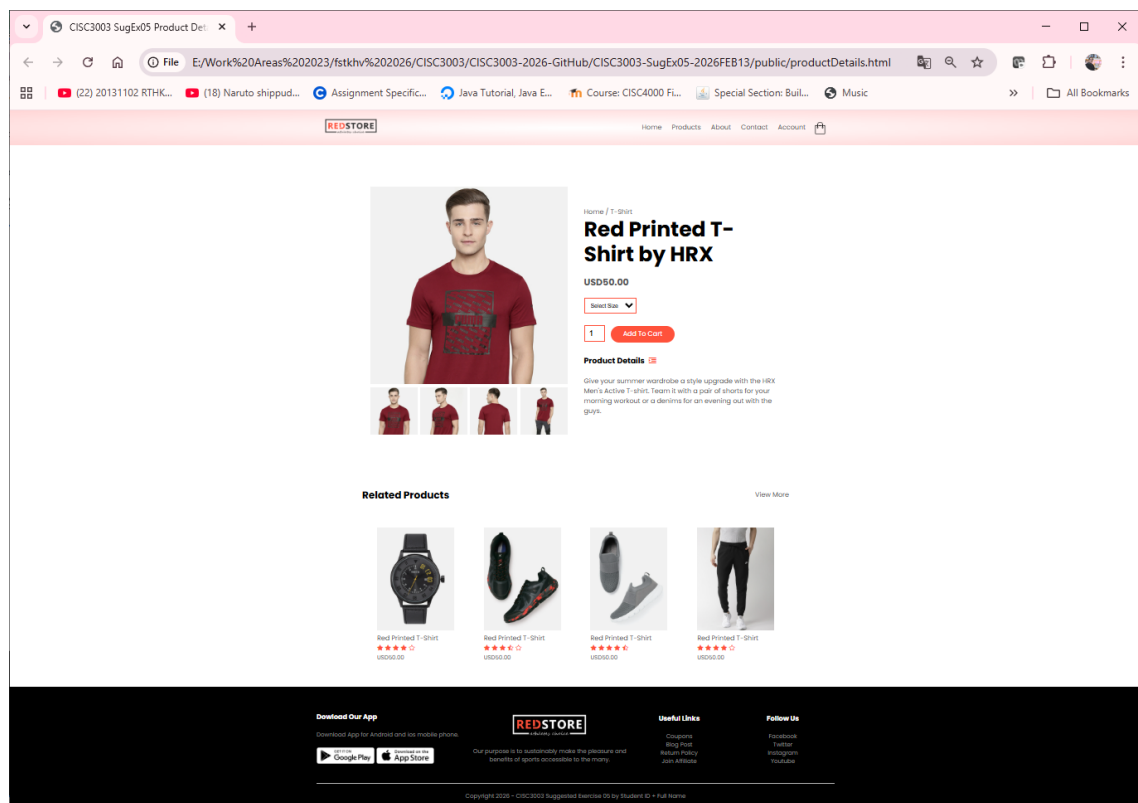 CISC3003 SugEx05 Product Det
File E:/Work%20Areas%202023/fstkhv%202026/CISC3003/CISC3003-2026-GitHub/CISC3003-SugEx05-2026FEB13/public/productDetails.html
(22) 20131102 RTHK... (18) Naruto shippud... Assignment Specific... Java Tutorial, Java E... Course: CISC4000 Fi... Special Section: Buil... Music » All Bookmarks
REDSTORE Home Products About Contact Account
Home / T-Shirt
Red Printed T-
Shirt by HRX
USD50.00
Select Size
1 Add To Cart
Product Details
Give your summer wardrobe a style upgrade with the HRX
Men's Active T-shirt. Team it with a pair of shorts for your
morning workout or a denims for an evening out with the
guys.
Related Products View More
Red Printed T-Shirt Red Printed T-Shirt Red Printed T-Shirt Red Printed T-Shirt
USD50.00 USD50.00 USD50.00 USD50.00
Dowload Our App
Download App for Android and ios mobile phone.
GET IT ON
Google Play
Download on the
App Store
REDSTORE
Our purpose is to sustainably make the pleasure and
benefits of sports accessible to the many.
Useful Links
Coupons
Blog Post
Return Policy
Join Affiliate
Follow Us
Facebook
Twitter
Instagram
Youtube
Copyright 2026 - CISC3003 Suggested Exercise 05 by Student ID + Full Name